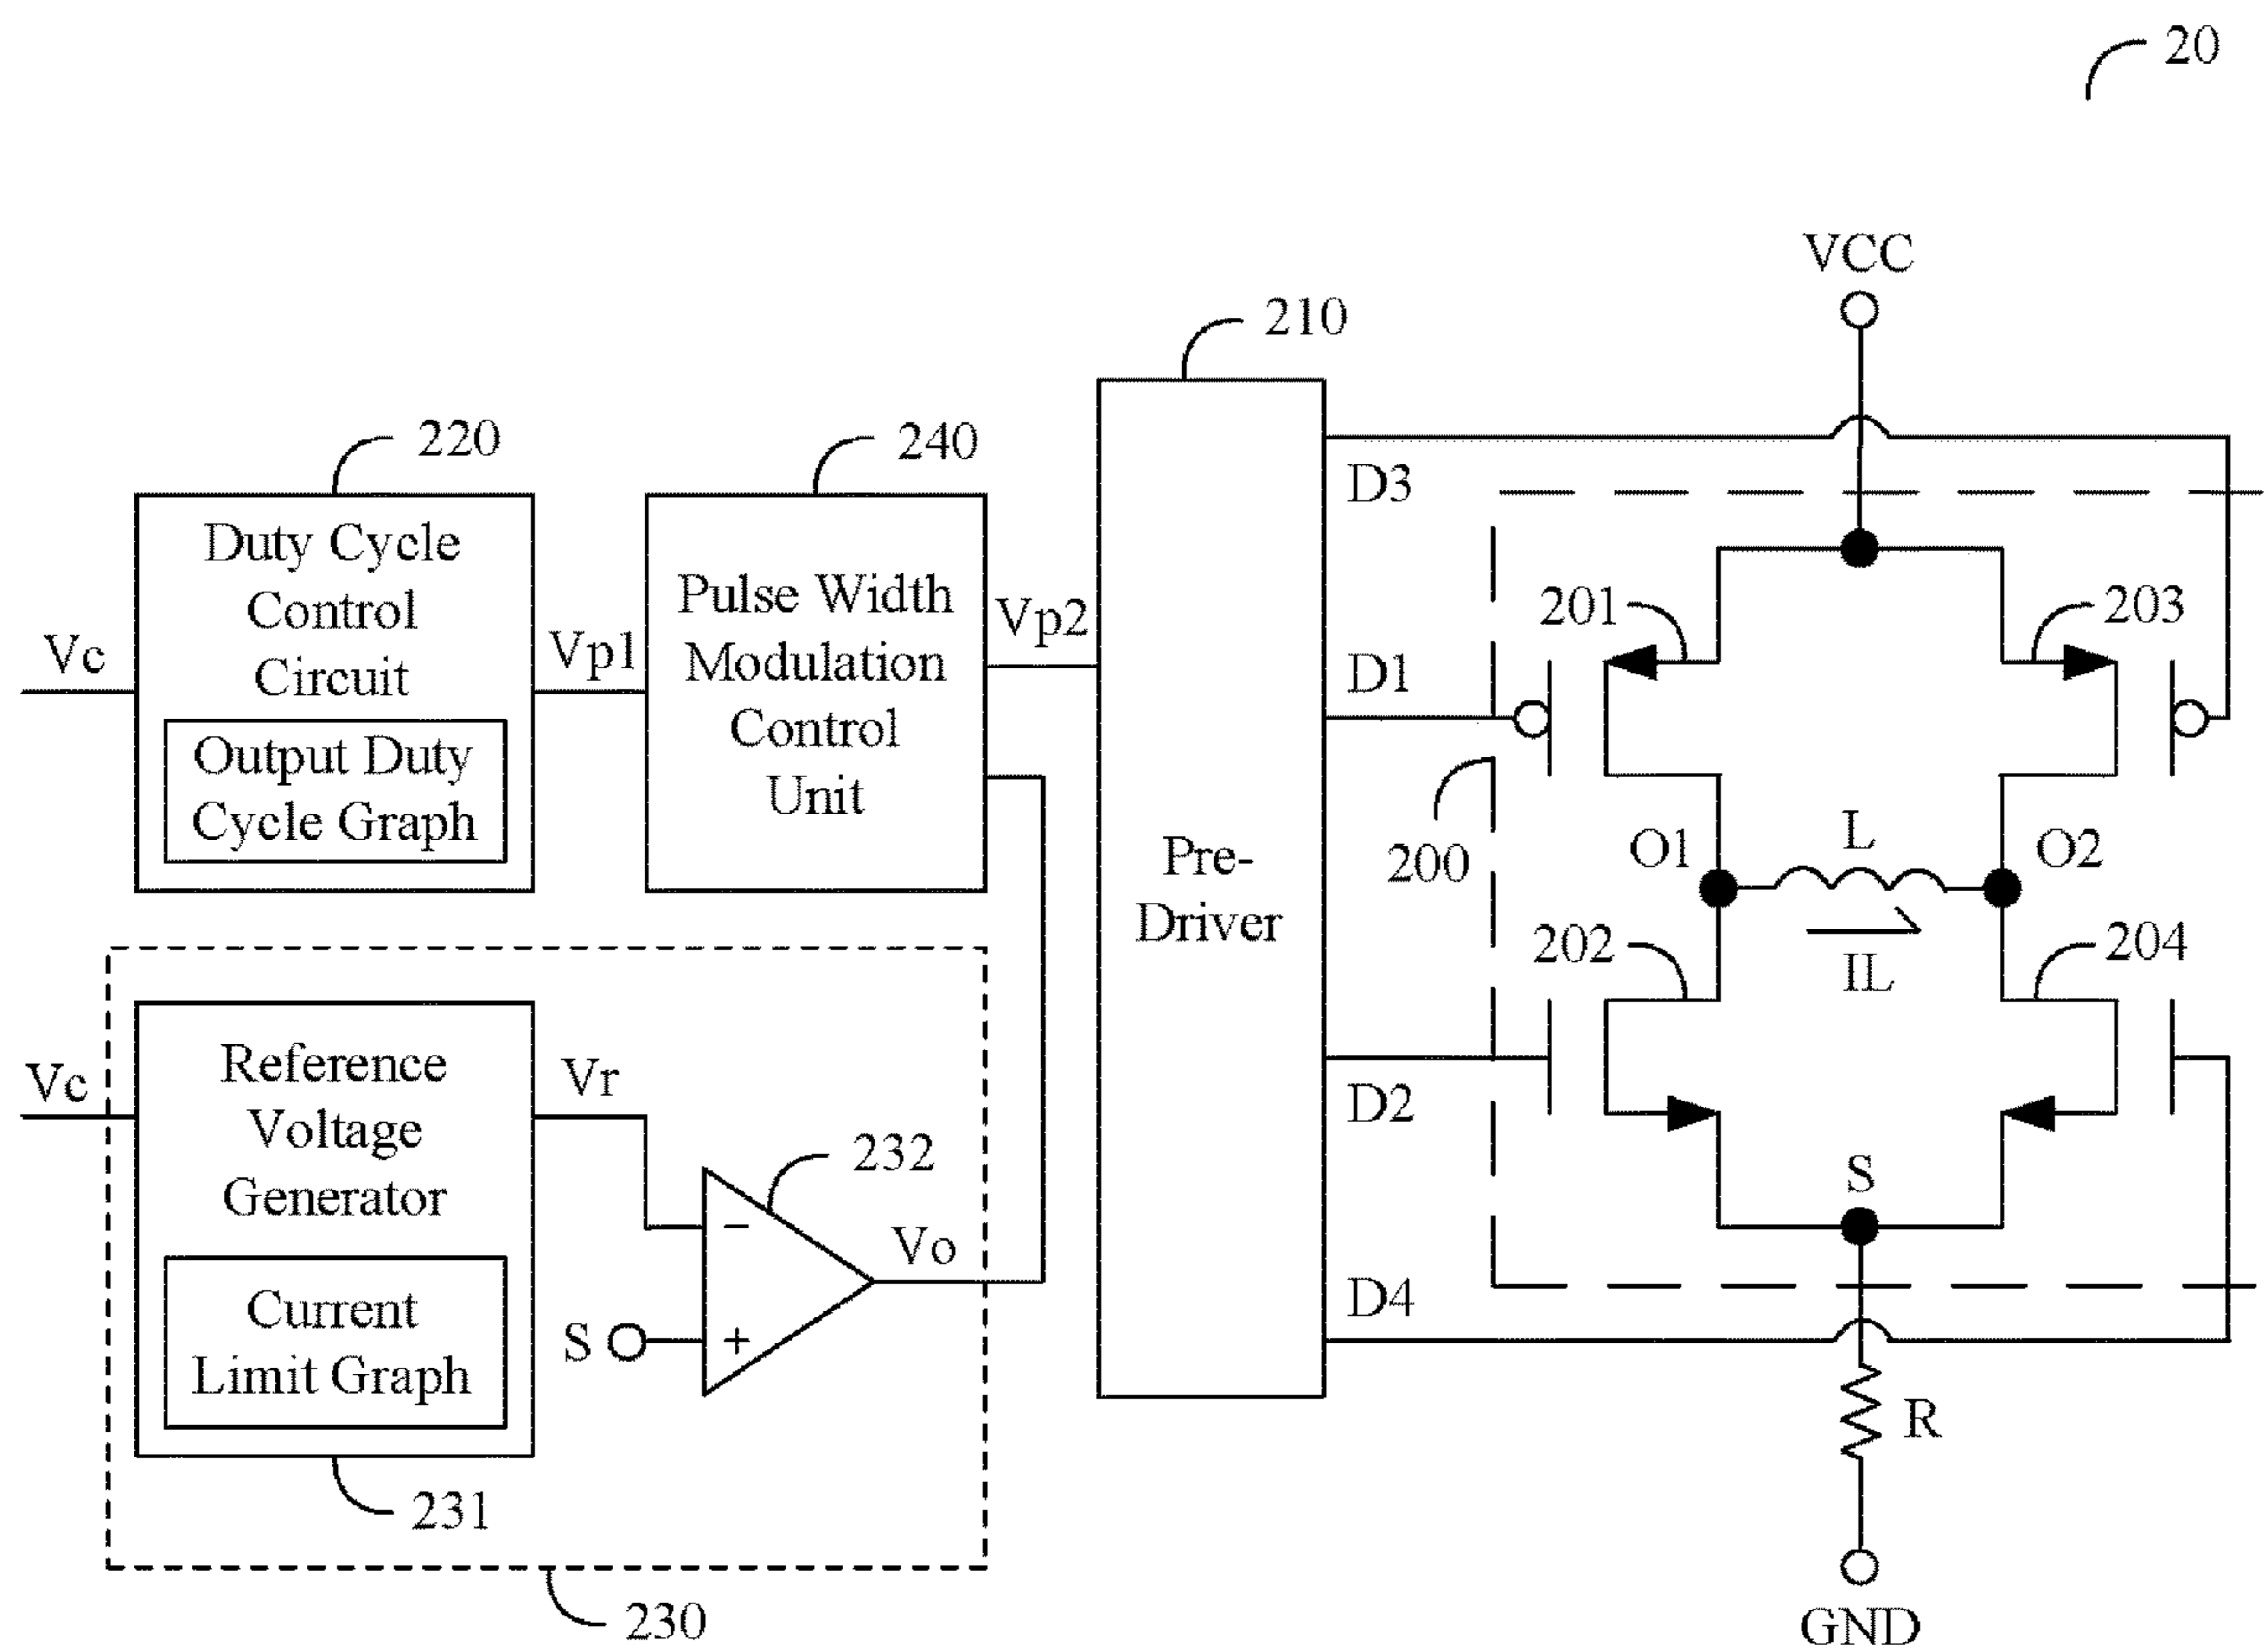 20
VCC
210
220
240
D3
Duty Cycle
Control
Circuit
Output Duty
Cycle Graph
Vc
Vp1
Pulse Width
Modulation
Control
Unit
Vp2
Pre-
Driver
D1
201
203
200
O1
L
O2
IL
202
204
D2
S
D4
R
GND
Vc
Reference
Voltage
Generator
Current
Limit Graph
Vr
232
−
+
S
Vo
231
230